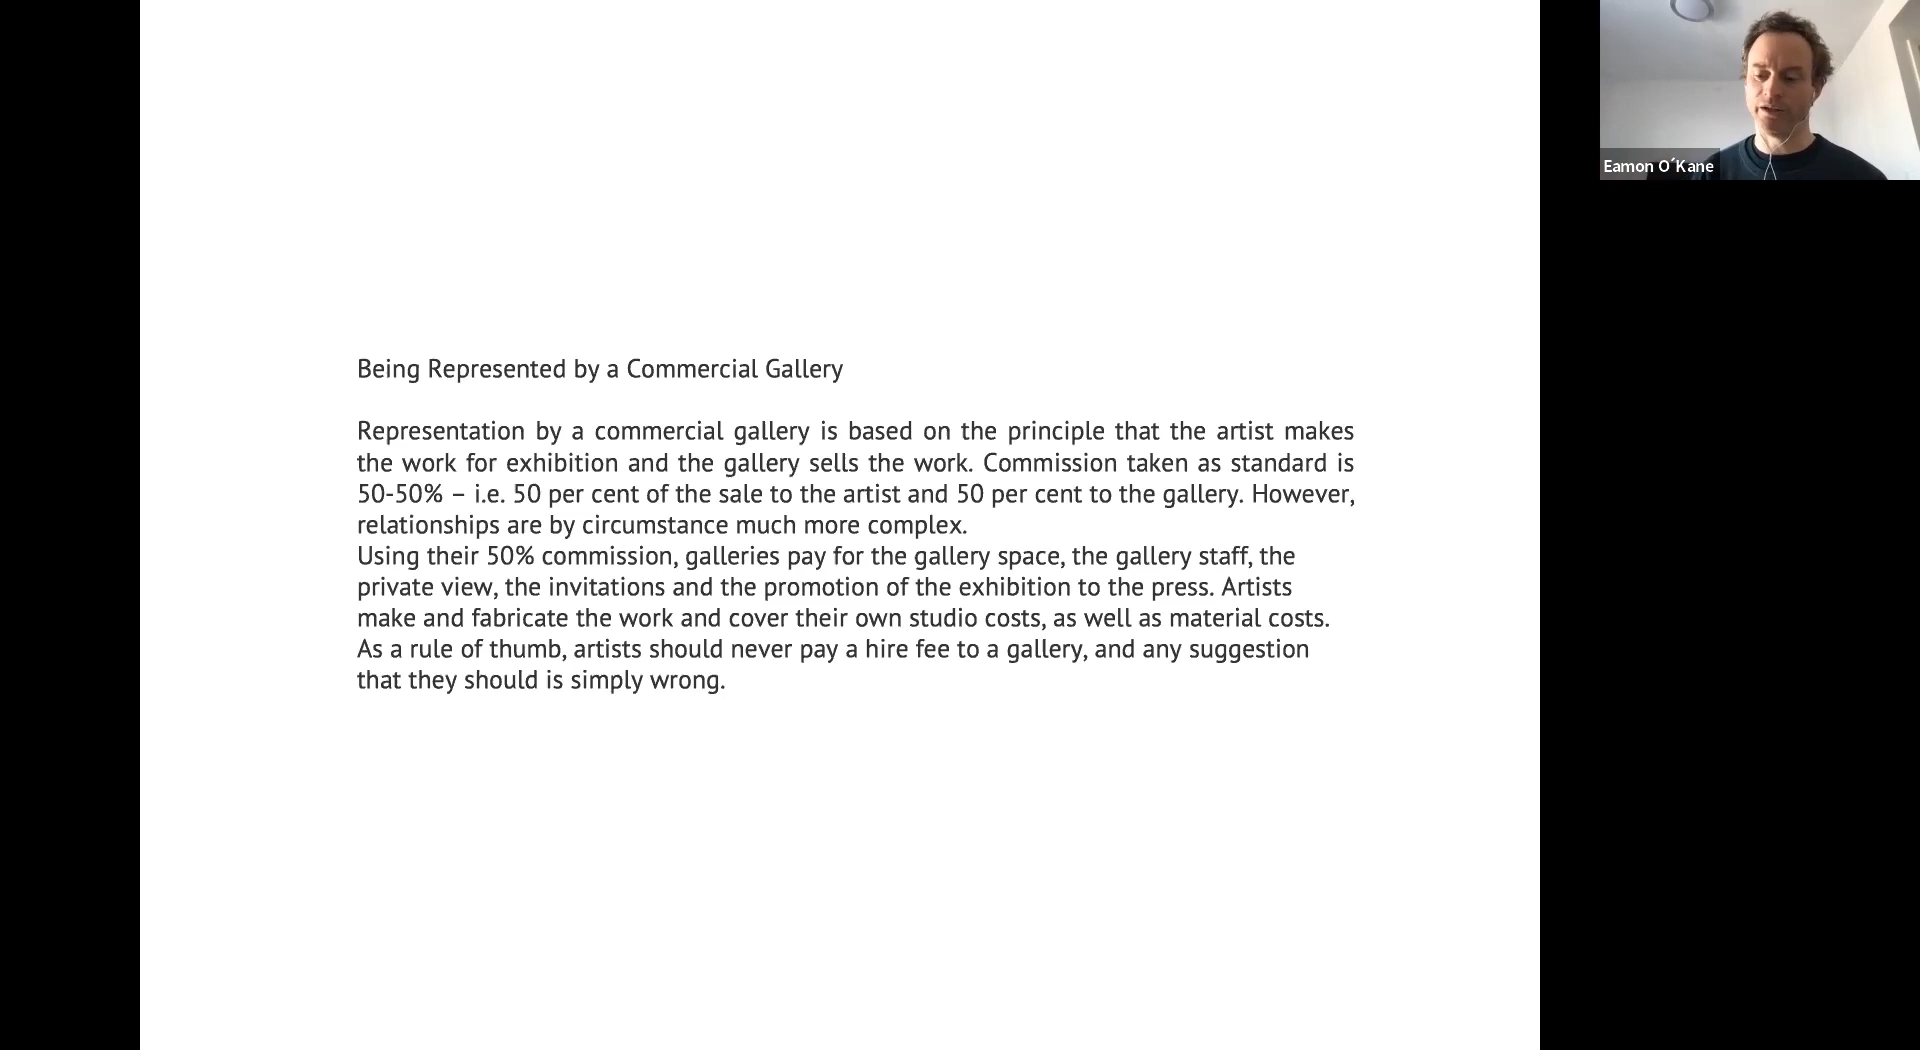 Being Represented by a Commercial Gallery
Representation by a commercial gallery is based on the principle that the artist makes
the work for exhibition and the gallery sells the work. Commission taken as standard is
50-50% – i.e. 50 per cent of the sale to the artist and 50 per cent to the gallery. However,
relationships are by circumstance much more complex.
Using their 50% commission, galleries pay for the gallery space, the gallery staff, the
private view, the invitations and the promotion of the exhibition to the press. Artists
make and fabricate the work and cover their own studio costs, as well as material costs.
As a rule of thumb, artists should never pay a hire fee to a gallery, and any suggestion
that they should is simply wrong.
Eamon O´Kane